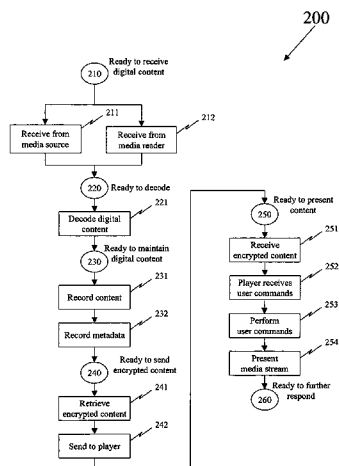 200
Ready to receive
digital content
210
211
Receive from
media source
212
Receive from
media render
220
Ready to decode
221
Decode digital
content
230
Ready to maintain
digital content
231
Record content
232
Record metadata
240
Ready to send
encrypted content
241
Retrieve
encrypted content
242
Send to player
250
Ready to present
content
251
Receive
encrypted content
252
Player receives
user commands
253
Perform
user commands
254
Present
media stream
260
Ready to further
respond